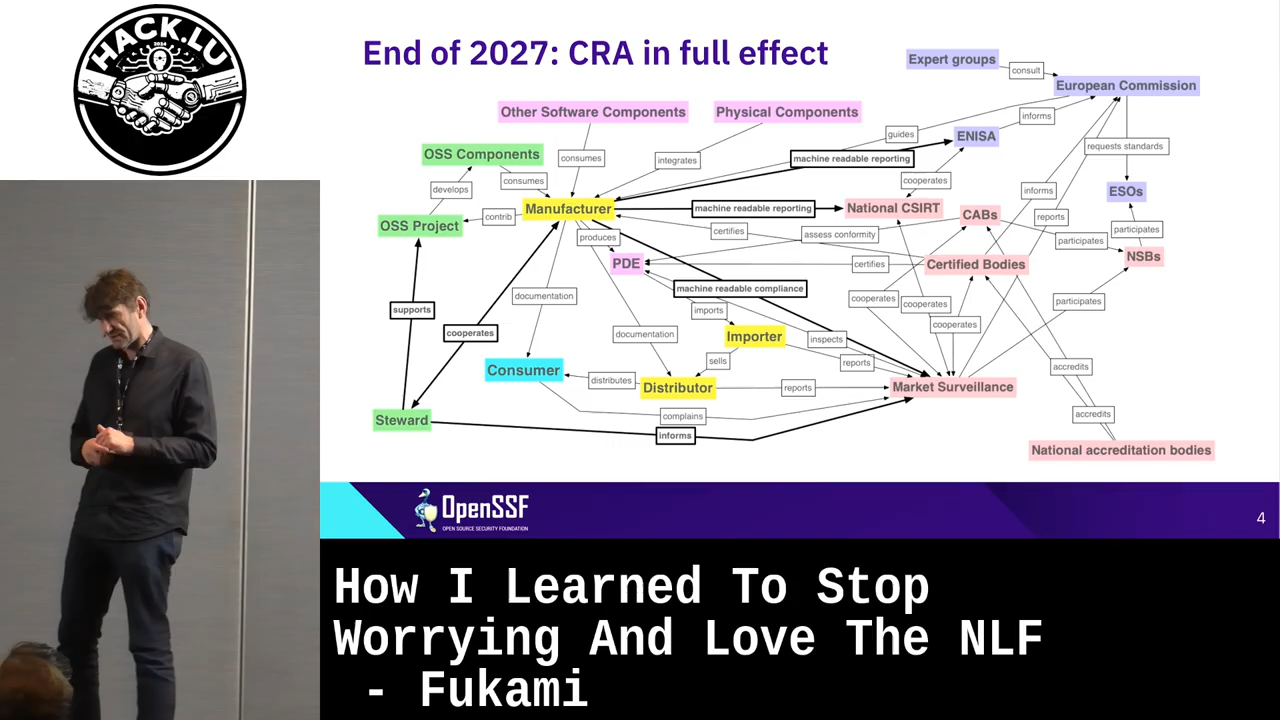 HACK.LU
2024
End of 2027: CRA in full effect
Expert groups
consult
European Commission
Other Software Components
Physical Components
guides
ENISA
informs
requests standards
OSS Components
consumes
integrates
machine readable reporting
develops
consumes
cooperates
informs
ESOs
Manufacturer
machine readable reporting
National CSIRT
CABs
reports
OSS Project
contrib
produces
certifies
assess conformity
participates
participates
PDE
certifies
Certified Bodies
NSBs
documentation
machine readable compliance
cooperates
cooperates
participates
supports
imports
cooperates
cooperates
documentation
Importer
inspects
Consumer
sells
reports
accredits
distributes
Distributor
reports
Market Surveillance
complains
accredits
Steward
informs
National accreditation bodies
OpenSSF
OPEN SOURCE SECURITY FOUNDATION
4
How I Learned To Stop
Worrying And Love The NLF
- Fukami